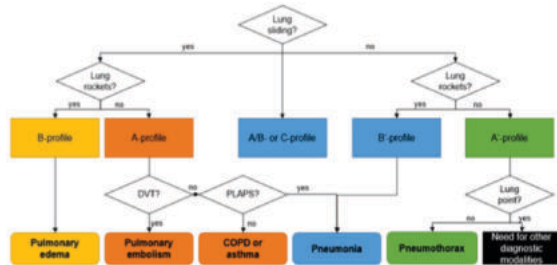 Lung
sliding?
yes
no
Lung
rockets?
Lung
rockets?
yes
no
yes
no
B-profile
A-profile
A/B- or C-profile
B'-profile
A'-profile
DVT?
no
PLAPS?
yes
Lung
point?
yes
no
no
yes
Pulmonary
edema
Pulmonary
embolism
COPD or
asthma
Pneumonia
Pneumothorax
Need for other
diagnostic
modalities